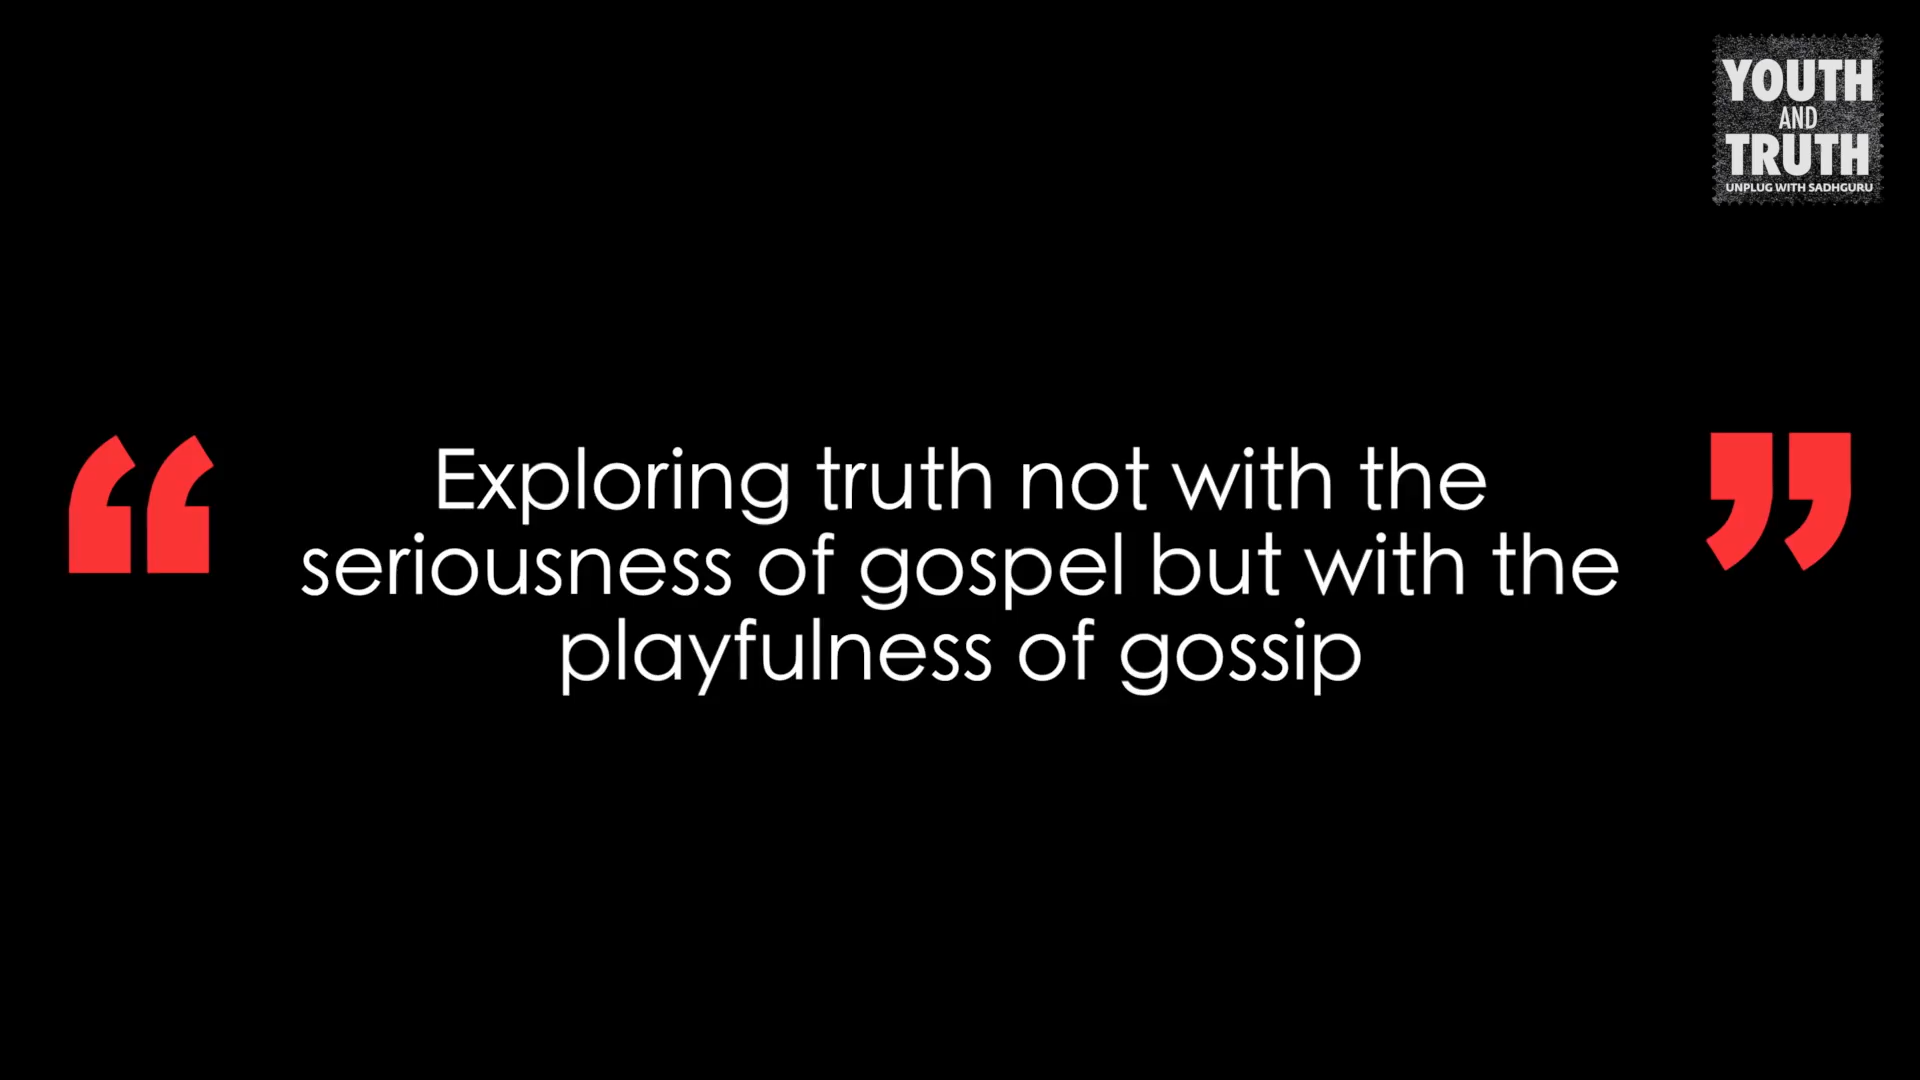 YOUTH
AND
TRUTH
UNPLUG WITH SADHGURU
“ Exploring truth not with the ”
seriousness of gospel but with the
playfulness of gossip